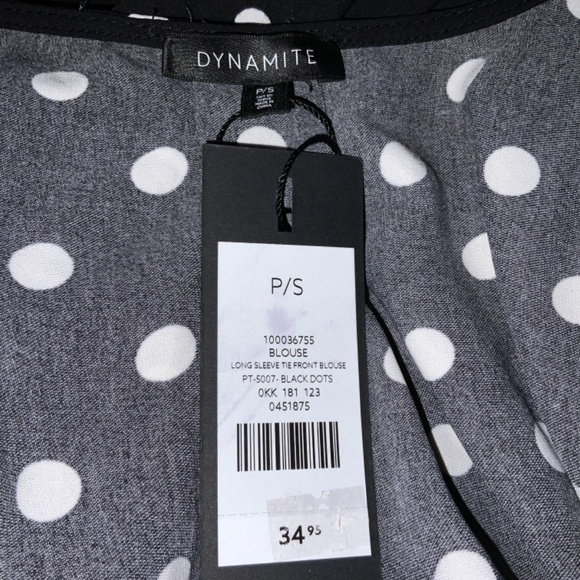 DYNAMITE
P/S
P/S
100036755
BLOUSE
LONG SLEEVE TIE FRONT BLOUSE
PT-5007- BLACK DOTS
0KK 181 123
0451875
34.95